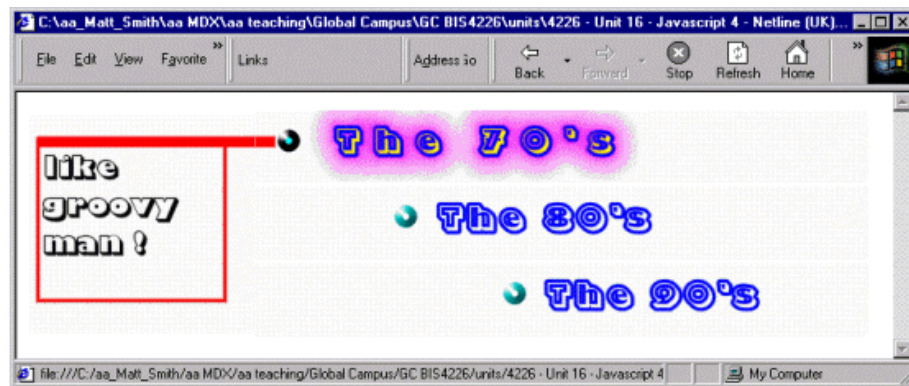 C:\aa_Matt_Smith\aa MDX\aa teaching\Global Campus\GC BIS4226\units\4226 - Unit 16 - Javascript 4 - Netline (UK)...
File Edit View Favorite » Links Address Back Forward Stop Refresh Home »
The 70's
like
groovy
man !
The 80's
The 90's
file:///C:/aa_Matt_Smith/aa MDX/aa teaching/Global Campus/GC BIS4226/units/4226 - Unit 16 - Javascript 4 My Computer